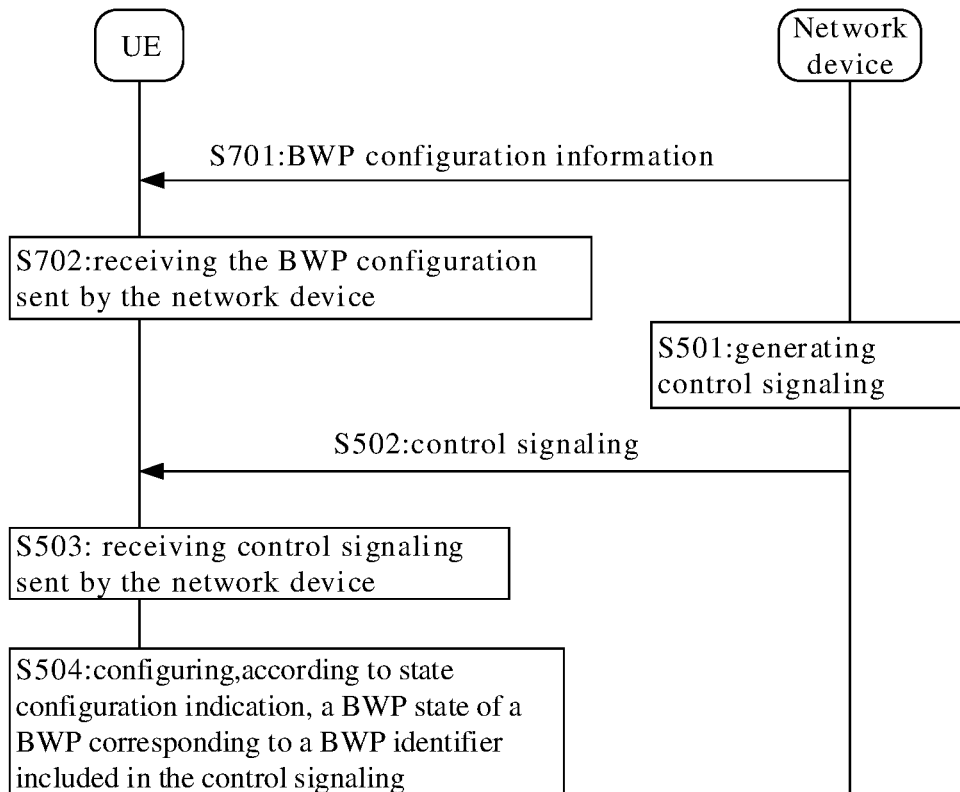 UE
Network
device
S701:BWP configuration information
S702:receiving the BWP configuration
sent by the network device
S501:generating
control signaling
S502:control signaling
S503: receiving control signaling
sent by the network device
S504:configuring,according to state
configuration indication, a BWP state of a
BWP corresponding to a BWP identifier
included in the control signaling